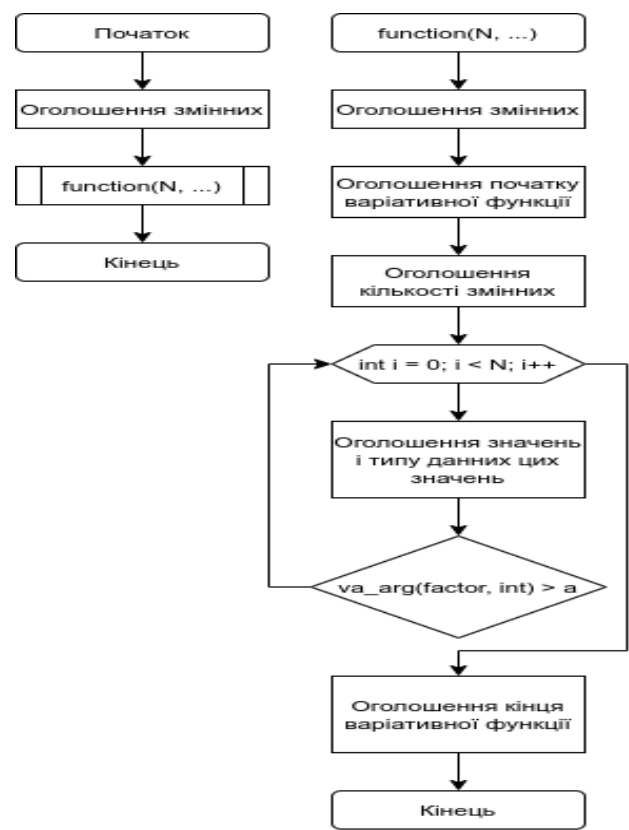 Початок
Оголошення змінних
function(N, ...)
Кінець
function(N, ...)
Оголошення змінних
Оголошення початку
варіативної функції
Оголошення
кількості змінних
int i = 0; i < N; i++
Оголошення значень
і типу данних цих
значень
va_arg(factor, int) > a
Оголошення кінця
варіативної функції
Кінець